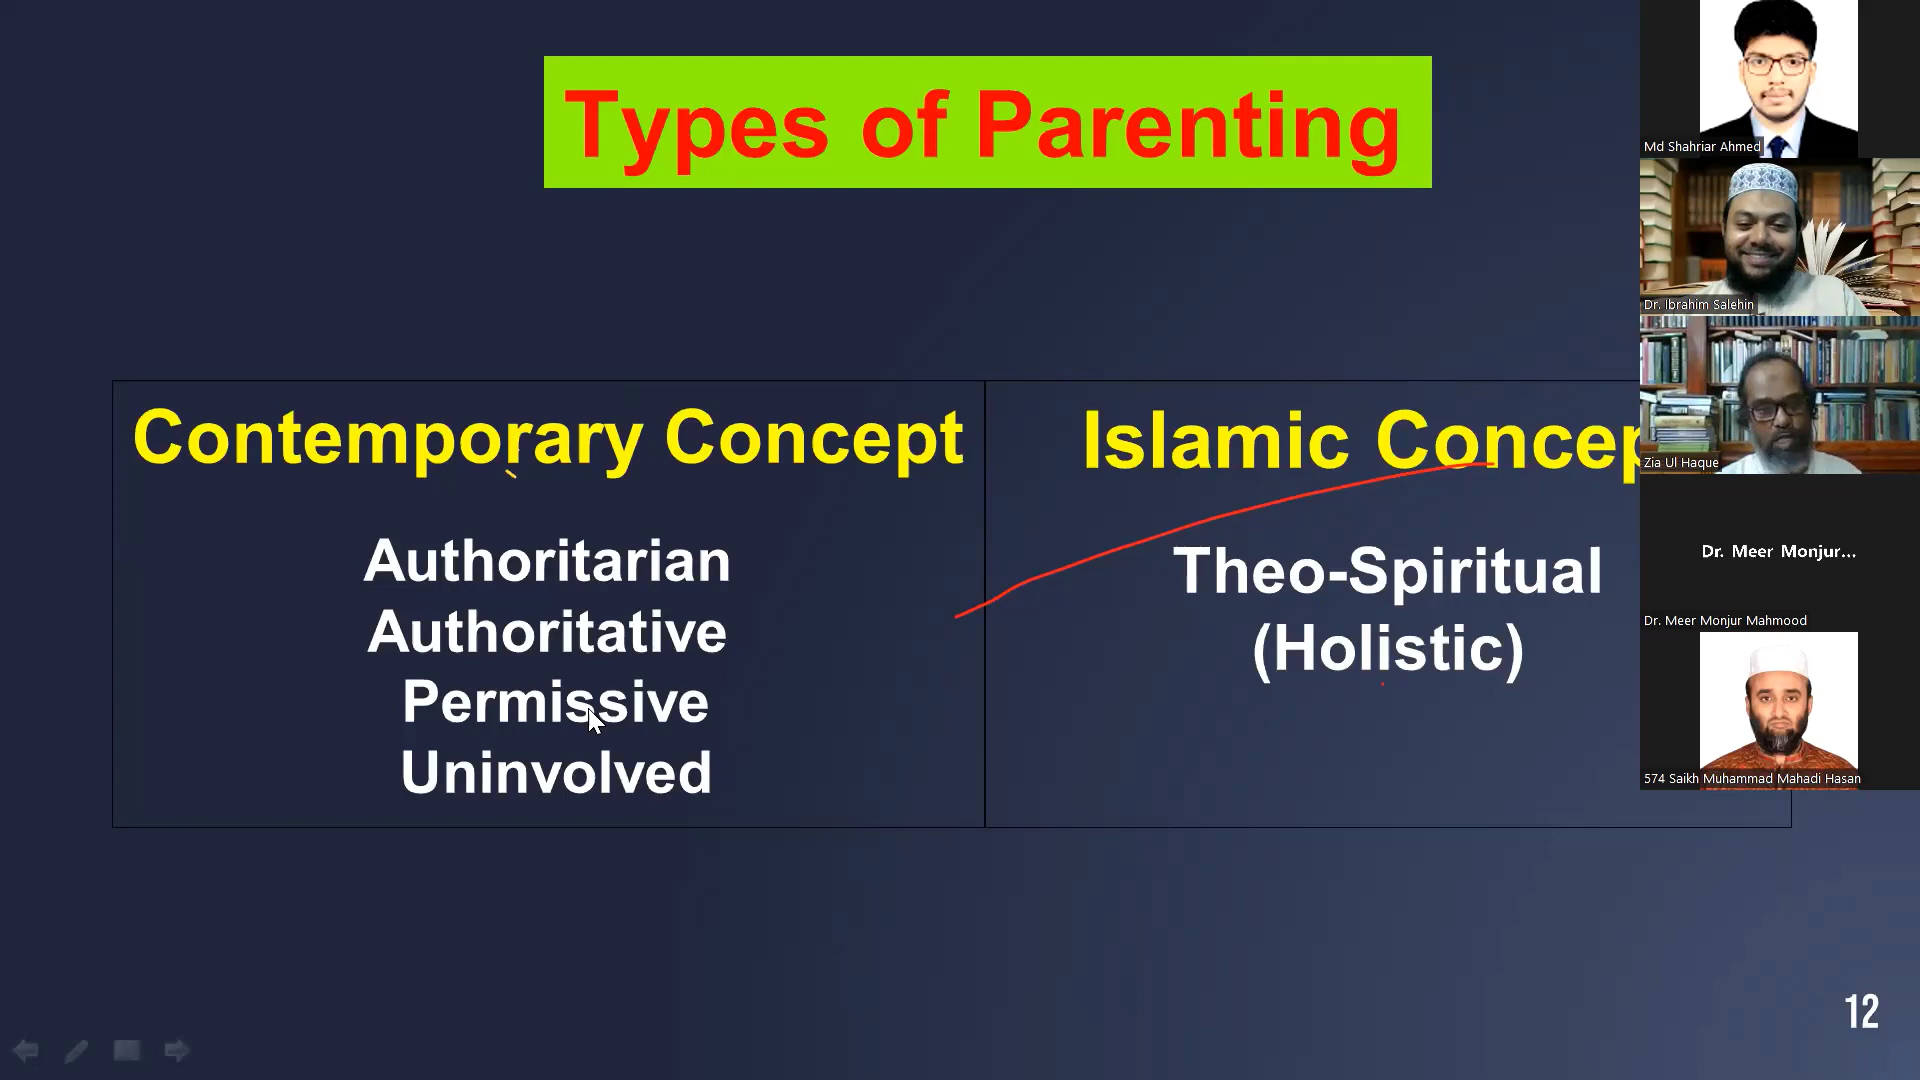 Types of Parenting
Contemporary Concept
Authoritarian
Authoritative
Permissive
Uninvolved
Islamic Concep
Theo-Spiritual
(Holistic)
Md Shahriar Ahmed
Dr. Ibrahim Salehin
Zia Ul Haque
Dr. Meer Monjur...
Dr. Meer Monjur Mahmood
574 Saikh Muhammad Mahadi Hasan
12